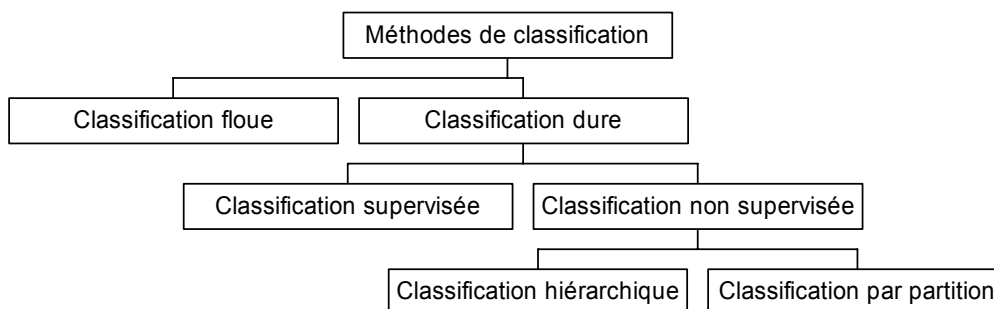 Méthodes de classification
Classification floue
Classification dure
Classification supervisée
Classification non supervisée
Classification hiérarchique
Classification par partition